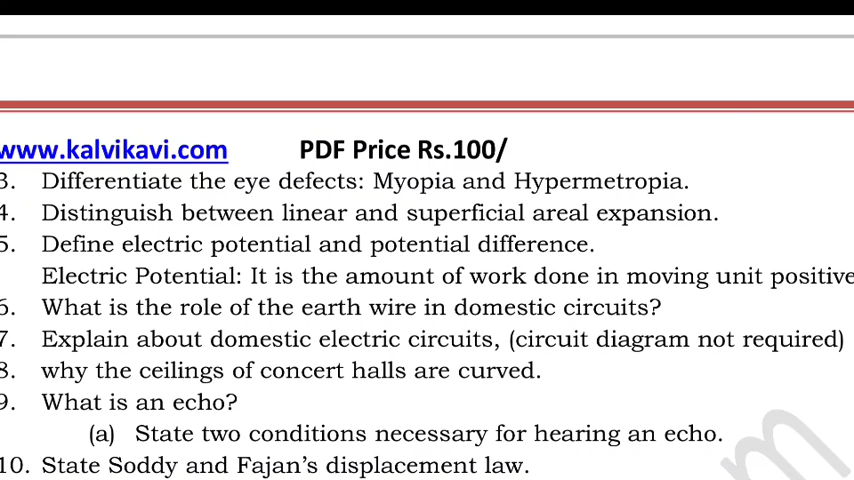 www.kalvikavi.com PDF Price Rs.100/
3. Differentiate the eye defects: Myopia and Hypermetropia.
4. Distinguish between linear and superficial areal expansion.
5. Define electric potential and potential difference.
Electric Potential: It is the amount of work done in moving unit positive
6. What is the role of the earth wire in domestic circuits?
7. Explain about domestic electric circuits, (circuit diagram not required)
8. why the ceilings of concert halls are curved.
9. What is an echo?
(a) State two conditions necessary for hearing an echo.
10. State Soddy and Fajan's displacement law.
m